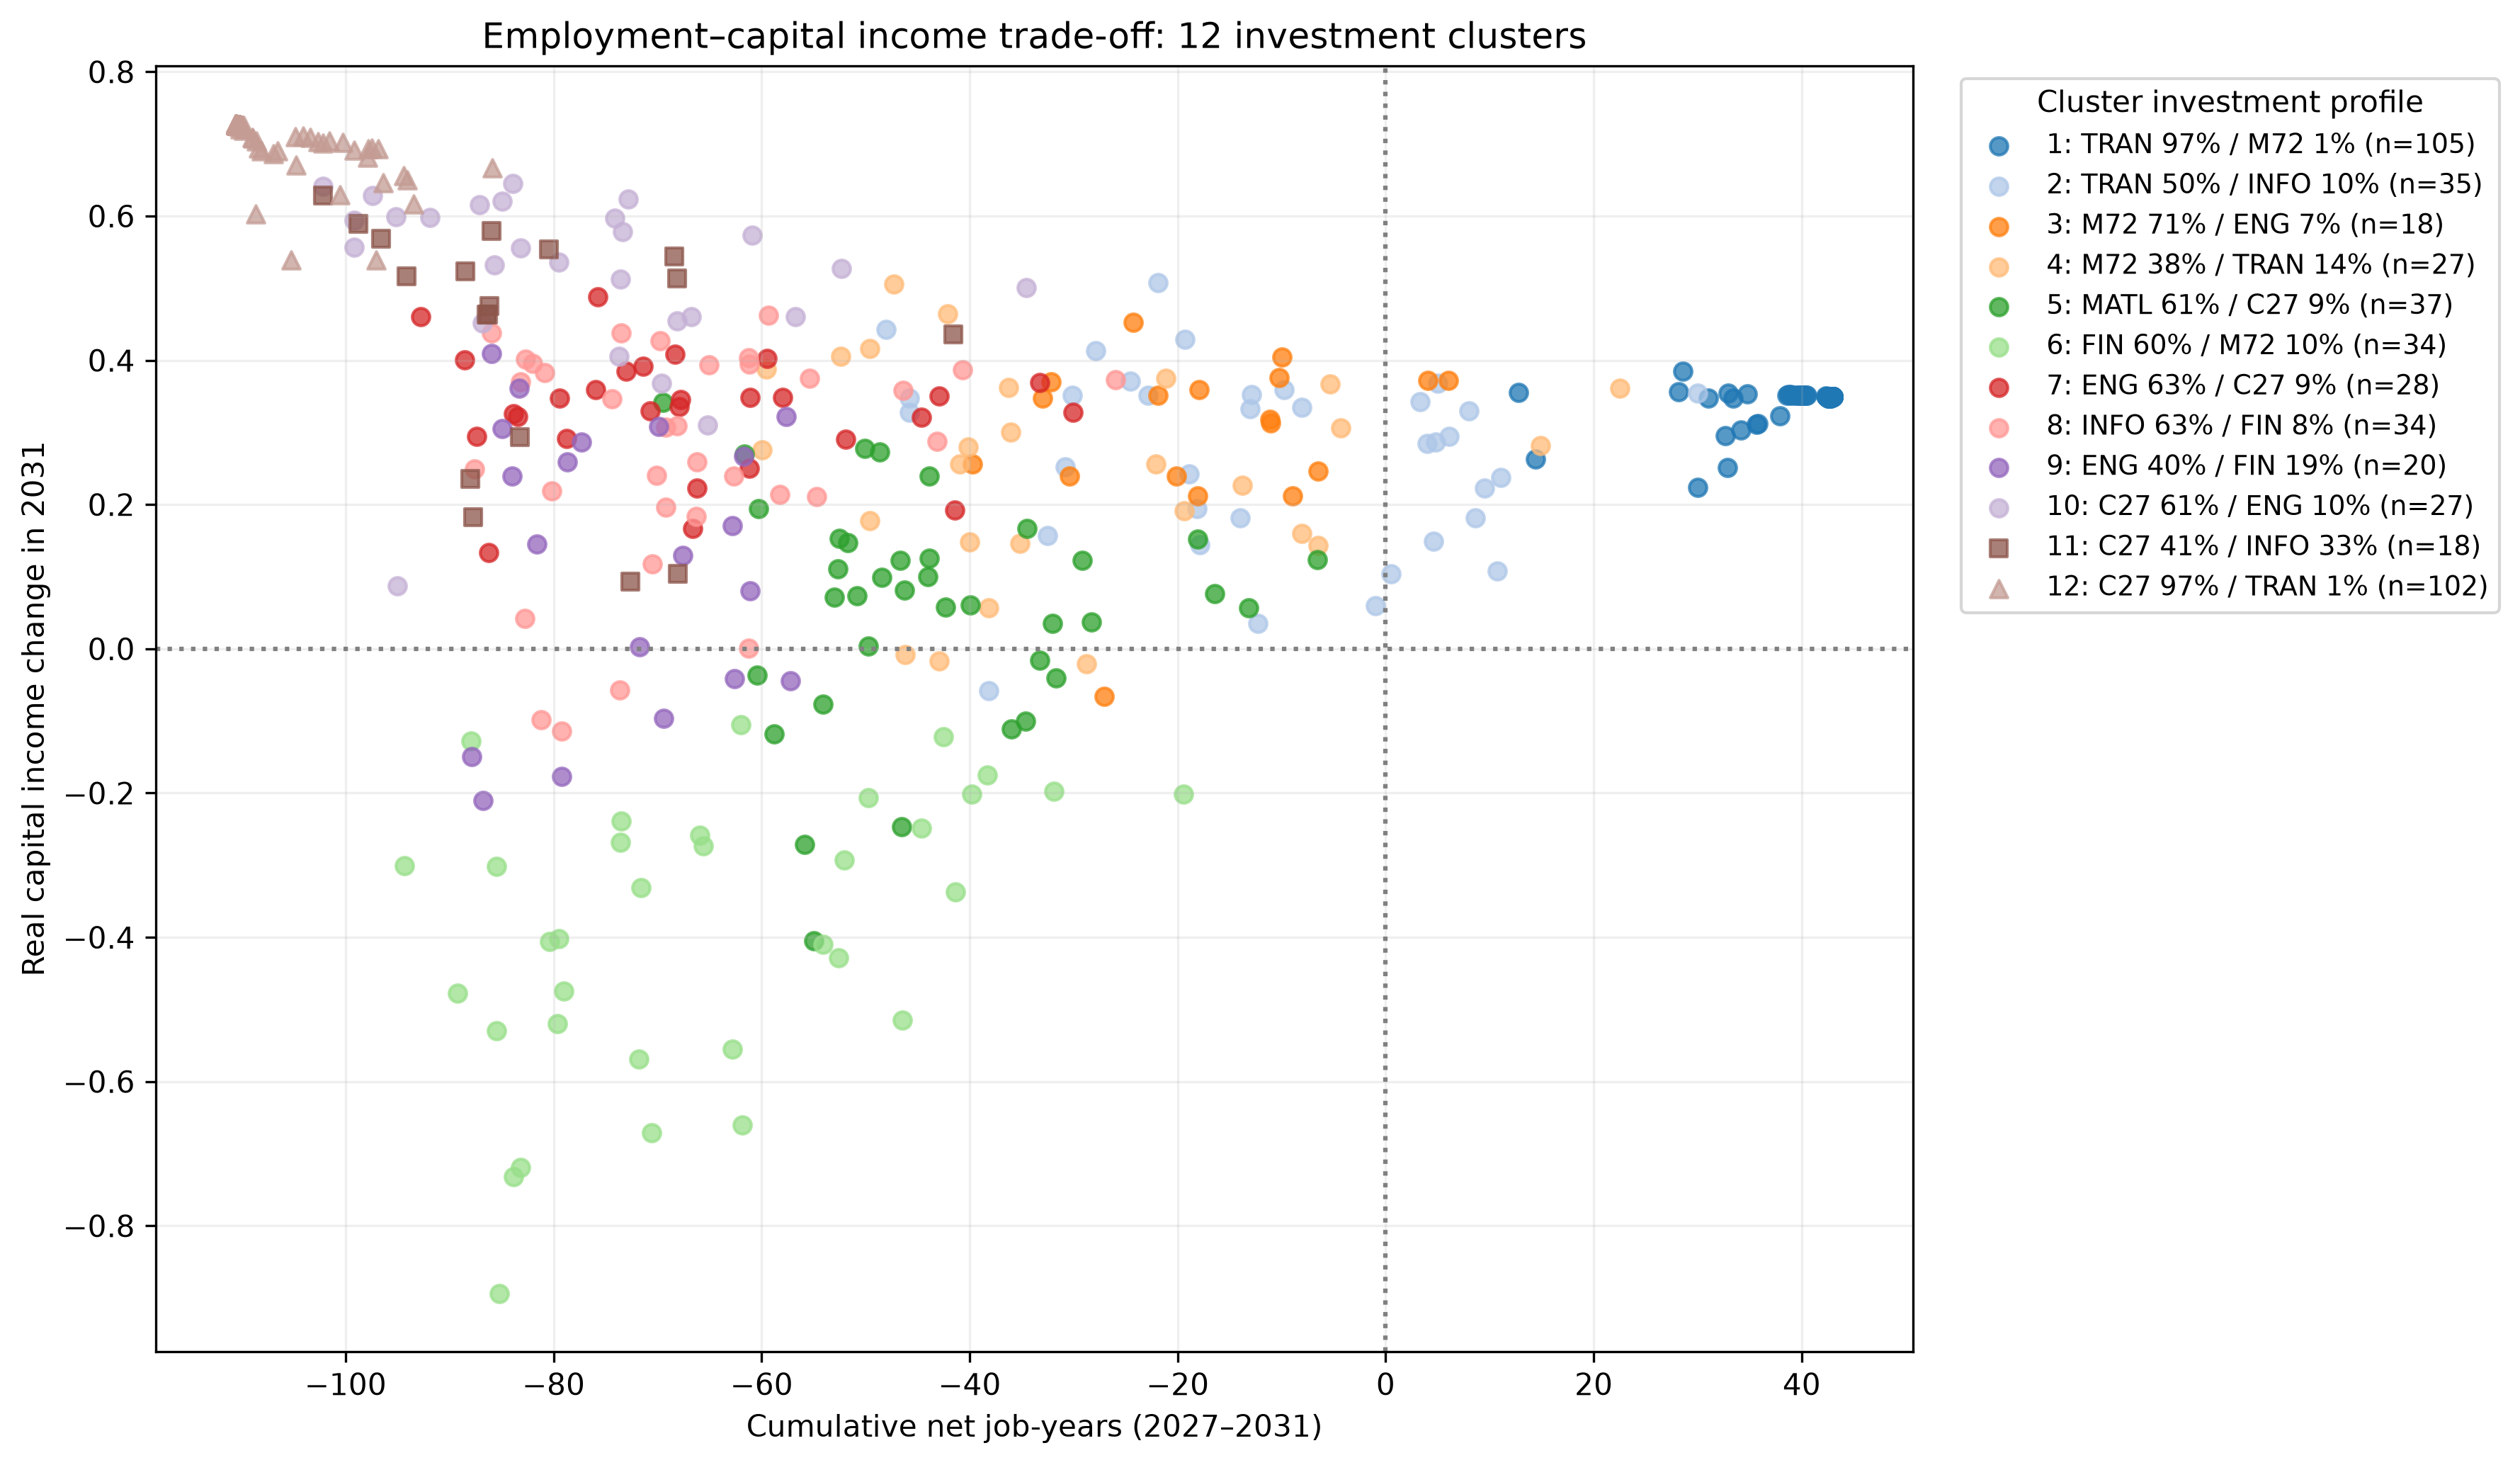 Employment–capital income trade-off: 12 investment clusters
Real capital income change in 2031
0.8
0.6
0.4
0.2
0.0
−0.2
−0.4
−0.6
−0.8
−100
−80
−60
−40
−20
0
20
40
Cumulative net job-years (2027–2031)
Cluster investment profile
1: TRAN 97% / M72 1% (n=105)
2: TRAN 50% / INFO 10% (n=35)
3: M72 71% / ENG 7% (n=18)
4: M72 38% / TRAN 14% (n=27)
5: MATL 61% / C27 9% (n=37)
6: FIN 60% / M72 10% (n=34)
7: ENG 63% / C27 9% (n=28)
8: INFO 63% / FIN 8% (n=34)
9: ENG 40% / FIN 19% (n=20)
10: C27 61% / ENG 10% (n=27)
11: C27 41% / INFO 33% (n=18)
12: C27 97% / TRAN 1% (n=102)